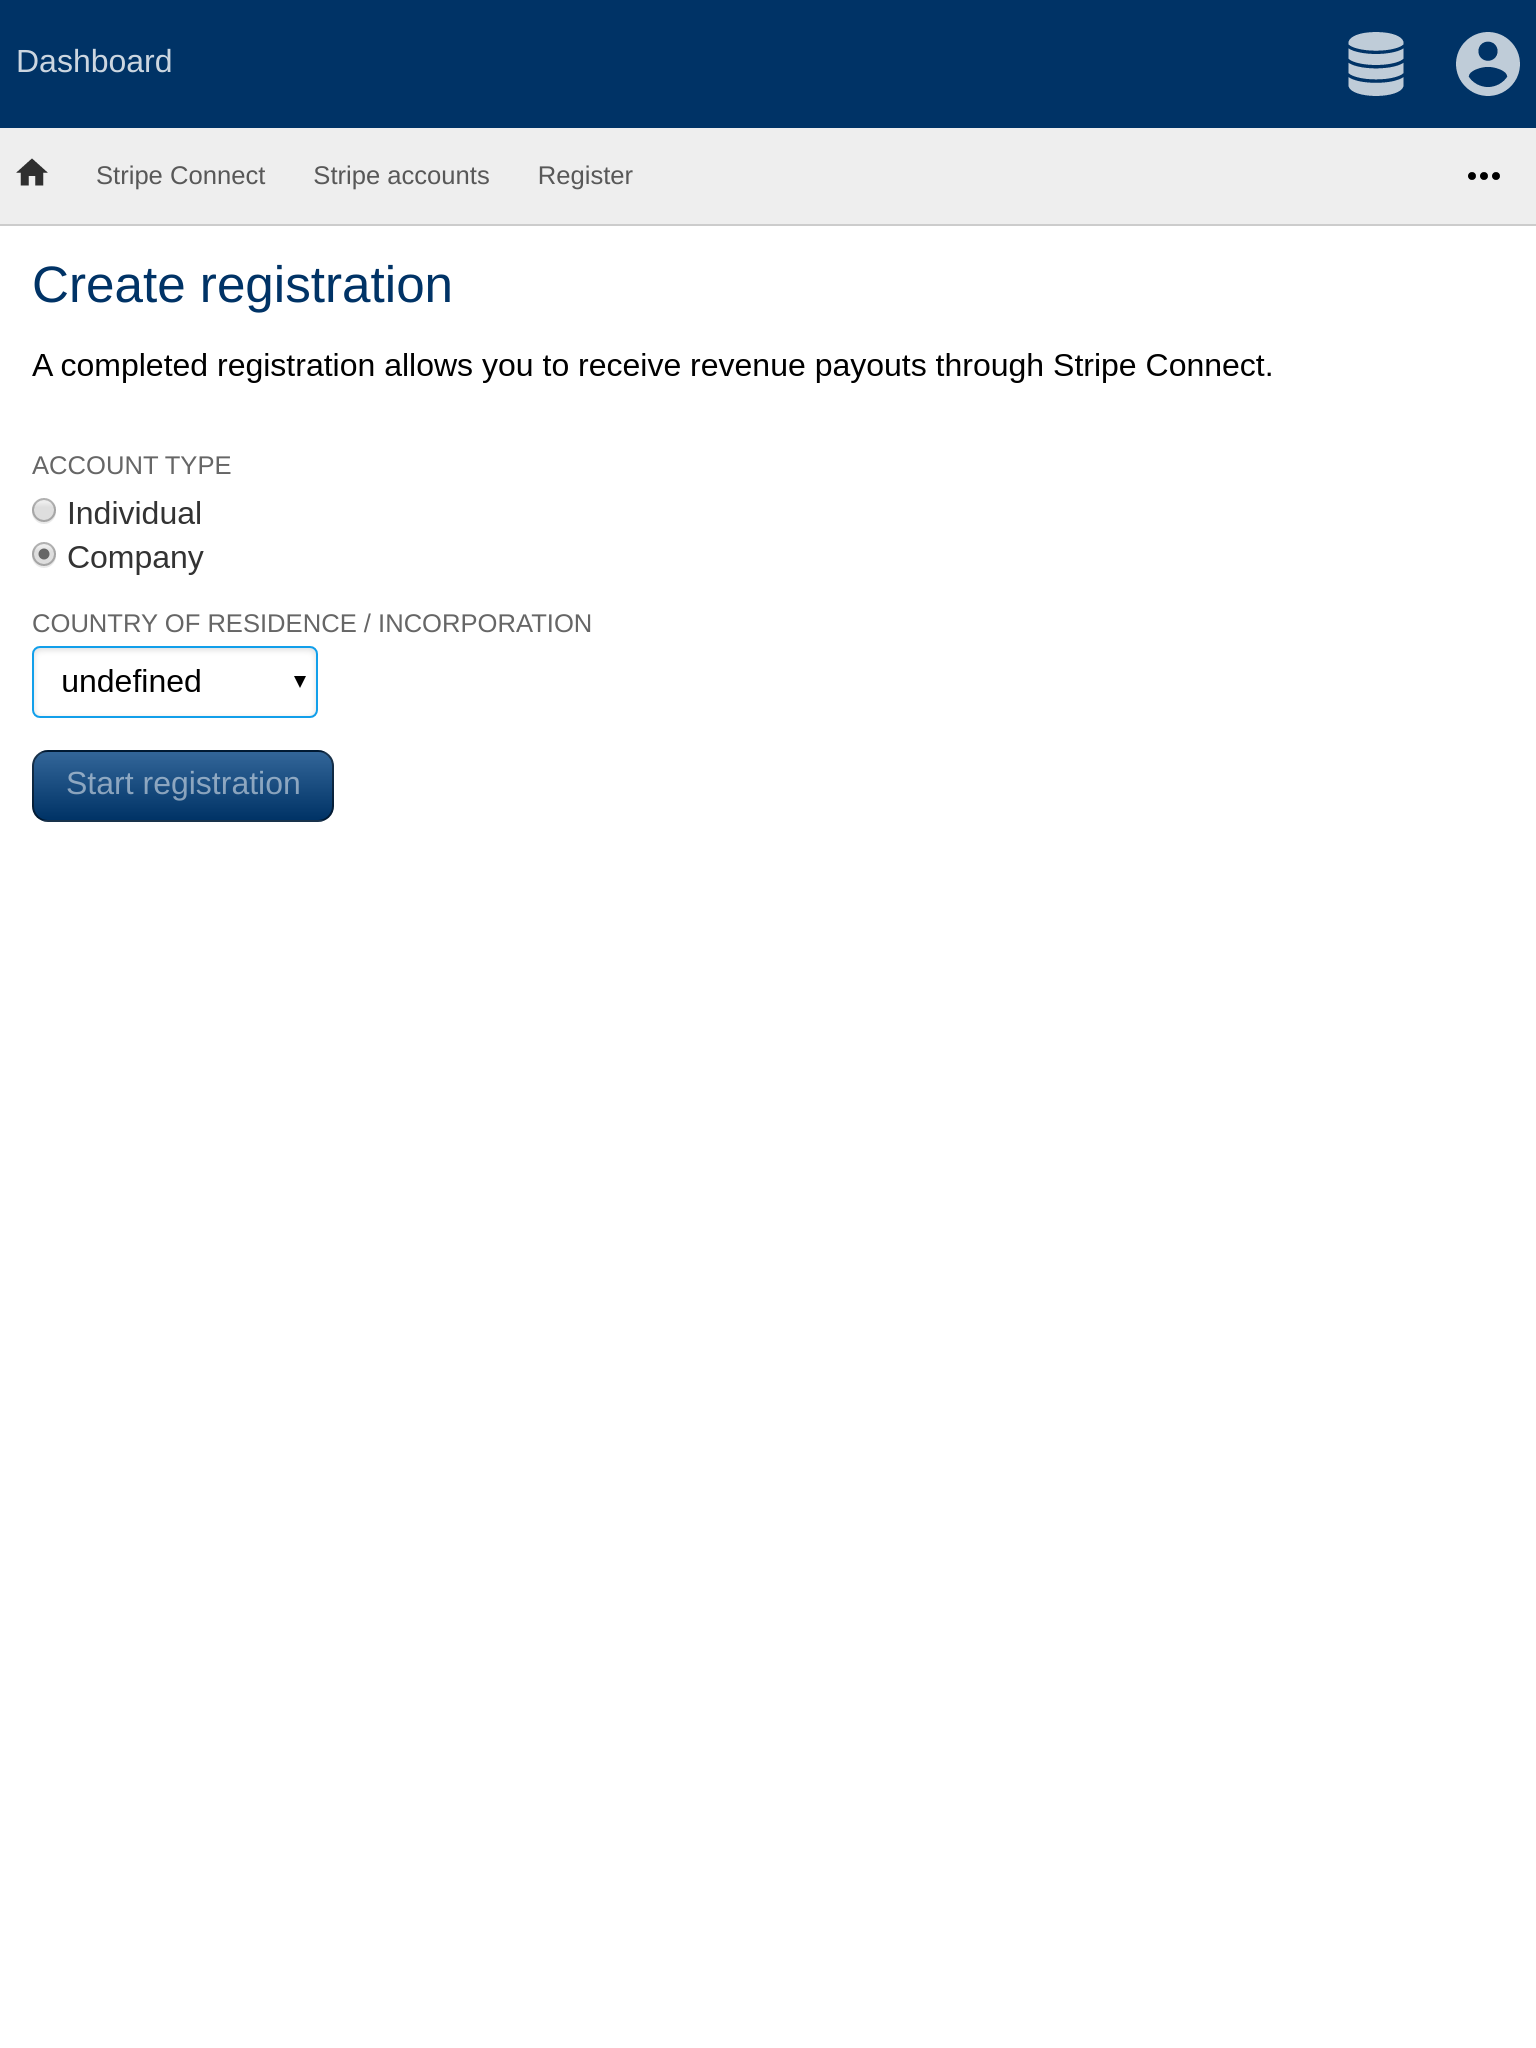 Dashboard
Stripe Connect Stripe accounts Register
Create registration
A completed registration allows you to receive revenue payouts through Stripe Connect.
ACCOUNT TYPE
Individual
Company
COUNTRY OF RESIDENCE / INCORPORATION
undefined
Start registration